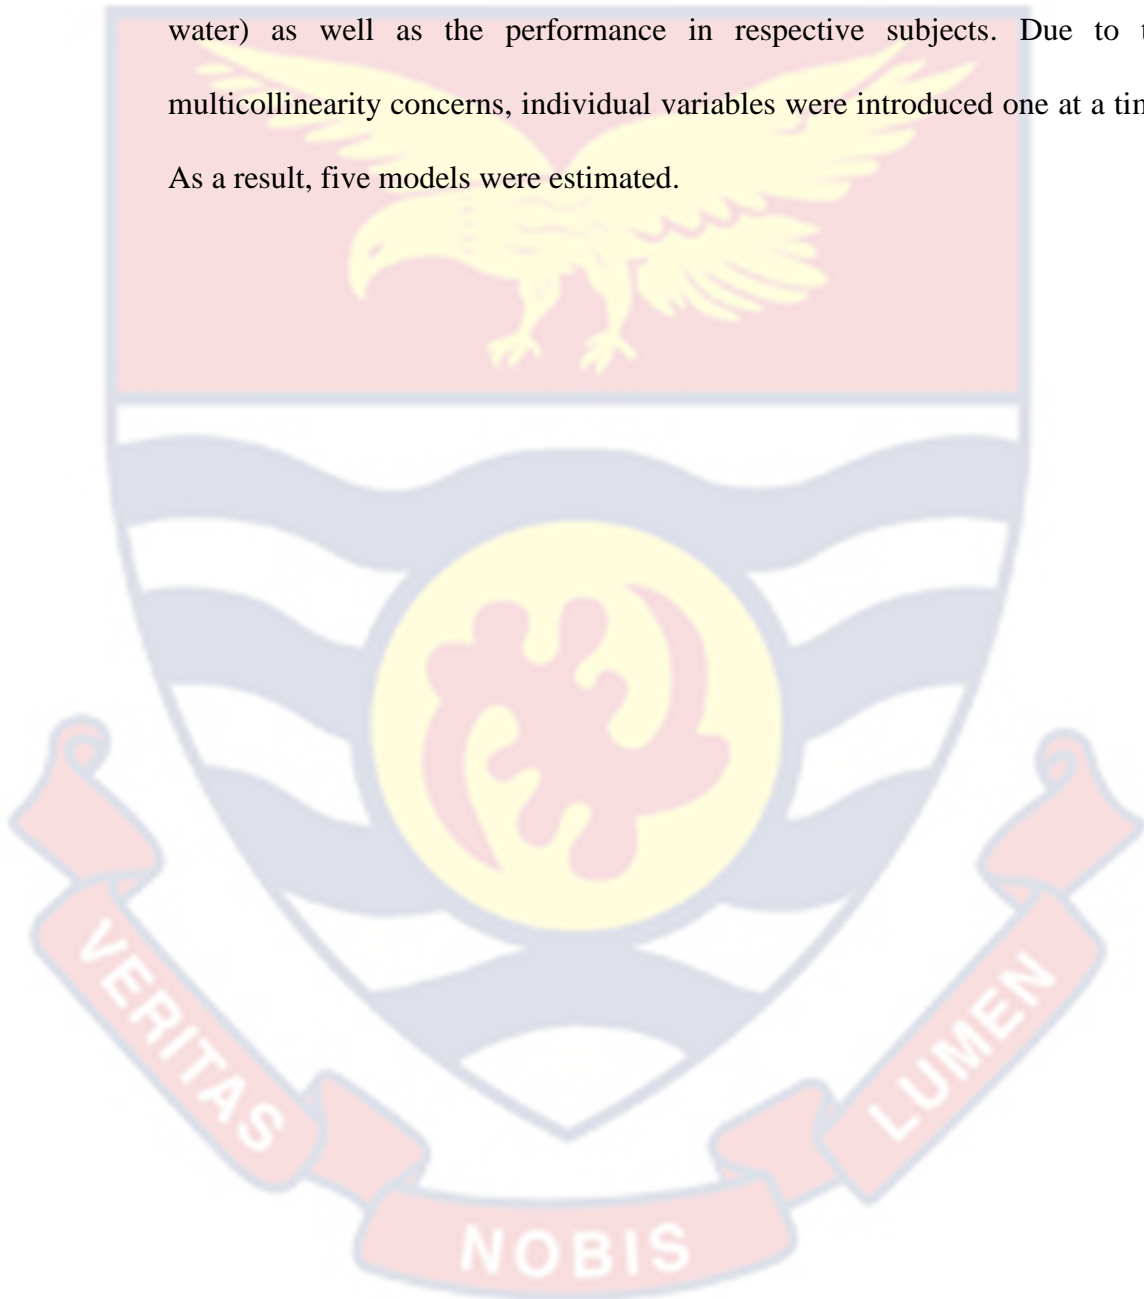 water) as well as the performance in respective subjects. Due to
multicollinearity concerns, individual variables were introduced one at a
As a result, five models were estimated.
VERITAS
NOBIS
LUMEN